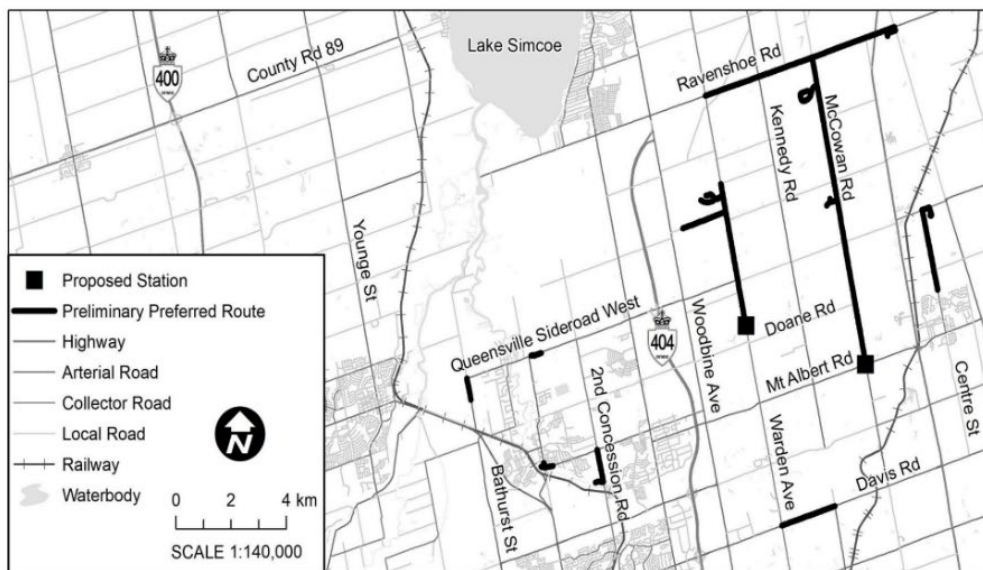 Lake Simcoe
400
County Rd 89
Ravenshoe Rd
Kennedy Rd
McCowan Rd
Younge St
Queensville Sideroad West
404
Woodbine Ave
Doane Rd
Mt Albert Rd
2nd Concession Rd
Centre St
Warden Ave
Davis Rd
Bathurst St
Proposed Station
Preliminary Preferred Route
Highway
Arterial Road
Collector Road
Local Road
Railway
Waterbody
N
0 2 4 km
SCALE 1:140,000